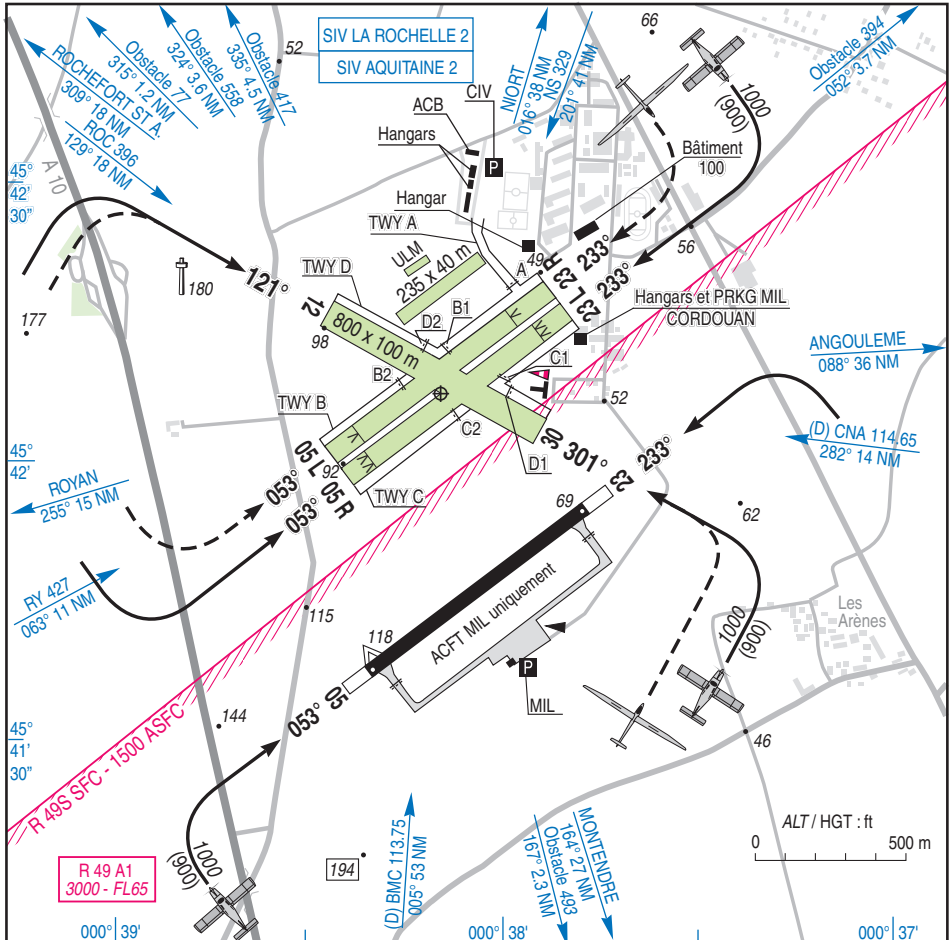 SIV LA ROCHELLE 2
SIV AQUITAINE 2
66
52
Obstacle 417
335° 4.5 NM
Obstacle 558
324° 3.6 NM
Obstacle 77
315° 1.2 NM
ROCHEFORT ST A.
309° 18 NM
ROC 396
129° 18 NM
A 10
NIORT
016° 38 NM
NS 329
201° 41 NM
Obstacle 394
052° 3.7 NM
1000
(900)
CIV
ACB
P
Hangars
Hangar
Bâtiment
100
45°
42'
30"
TWY A
ULM
235 x 40 m
49
A
56
233°
233°
23 R
23 L
121°
180
TWY D
12
D2
B1
V
W
Hangars et PRKG MIL
CORDOUAN
177
98
800 x 100 m
C1
T
ANGOULEME
088° 36 NM
B2
TWY B
52
C2
30
301°
D1
(D) CNA 114.65
282° 14 NM
45°
42'
V
W
05 L
05 R
92
TWY C
053°
053°
233°
23
ROYAN
255° 15 NM
69
62
RY 427
063° 11 NM
115
ACFT MIL uniquement
Les
Arènes
118
1000
(900)
P
MIL
05
053°
144
46
45°
41'
30"
R 49S SFC - 1500 ASFC
ALT / HGT : ft
0
500 m
R 49 A1
3000 - FL65
1000
(900)
194
(D) BMC 113.75
005° 53 NM
MONTENDRE
164° 27 NM
Obstacle 493
167° 2.3 NM
000° 39'
000° 38'
000° 37'